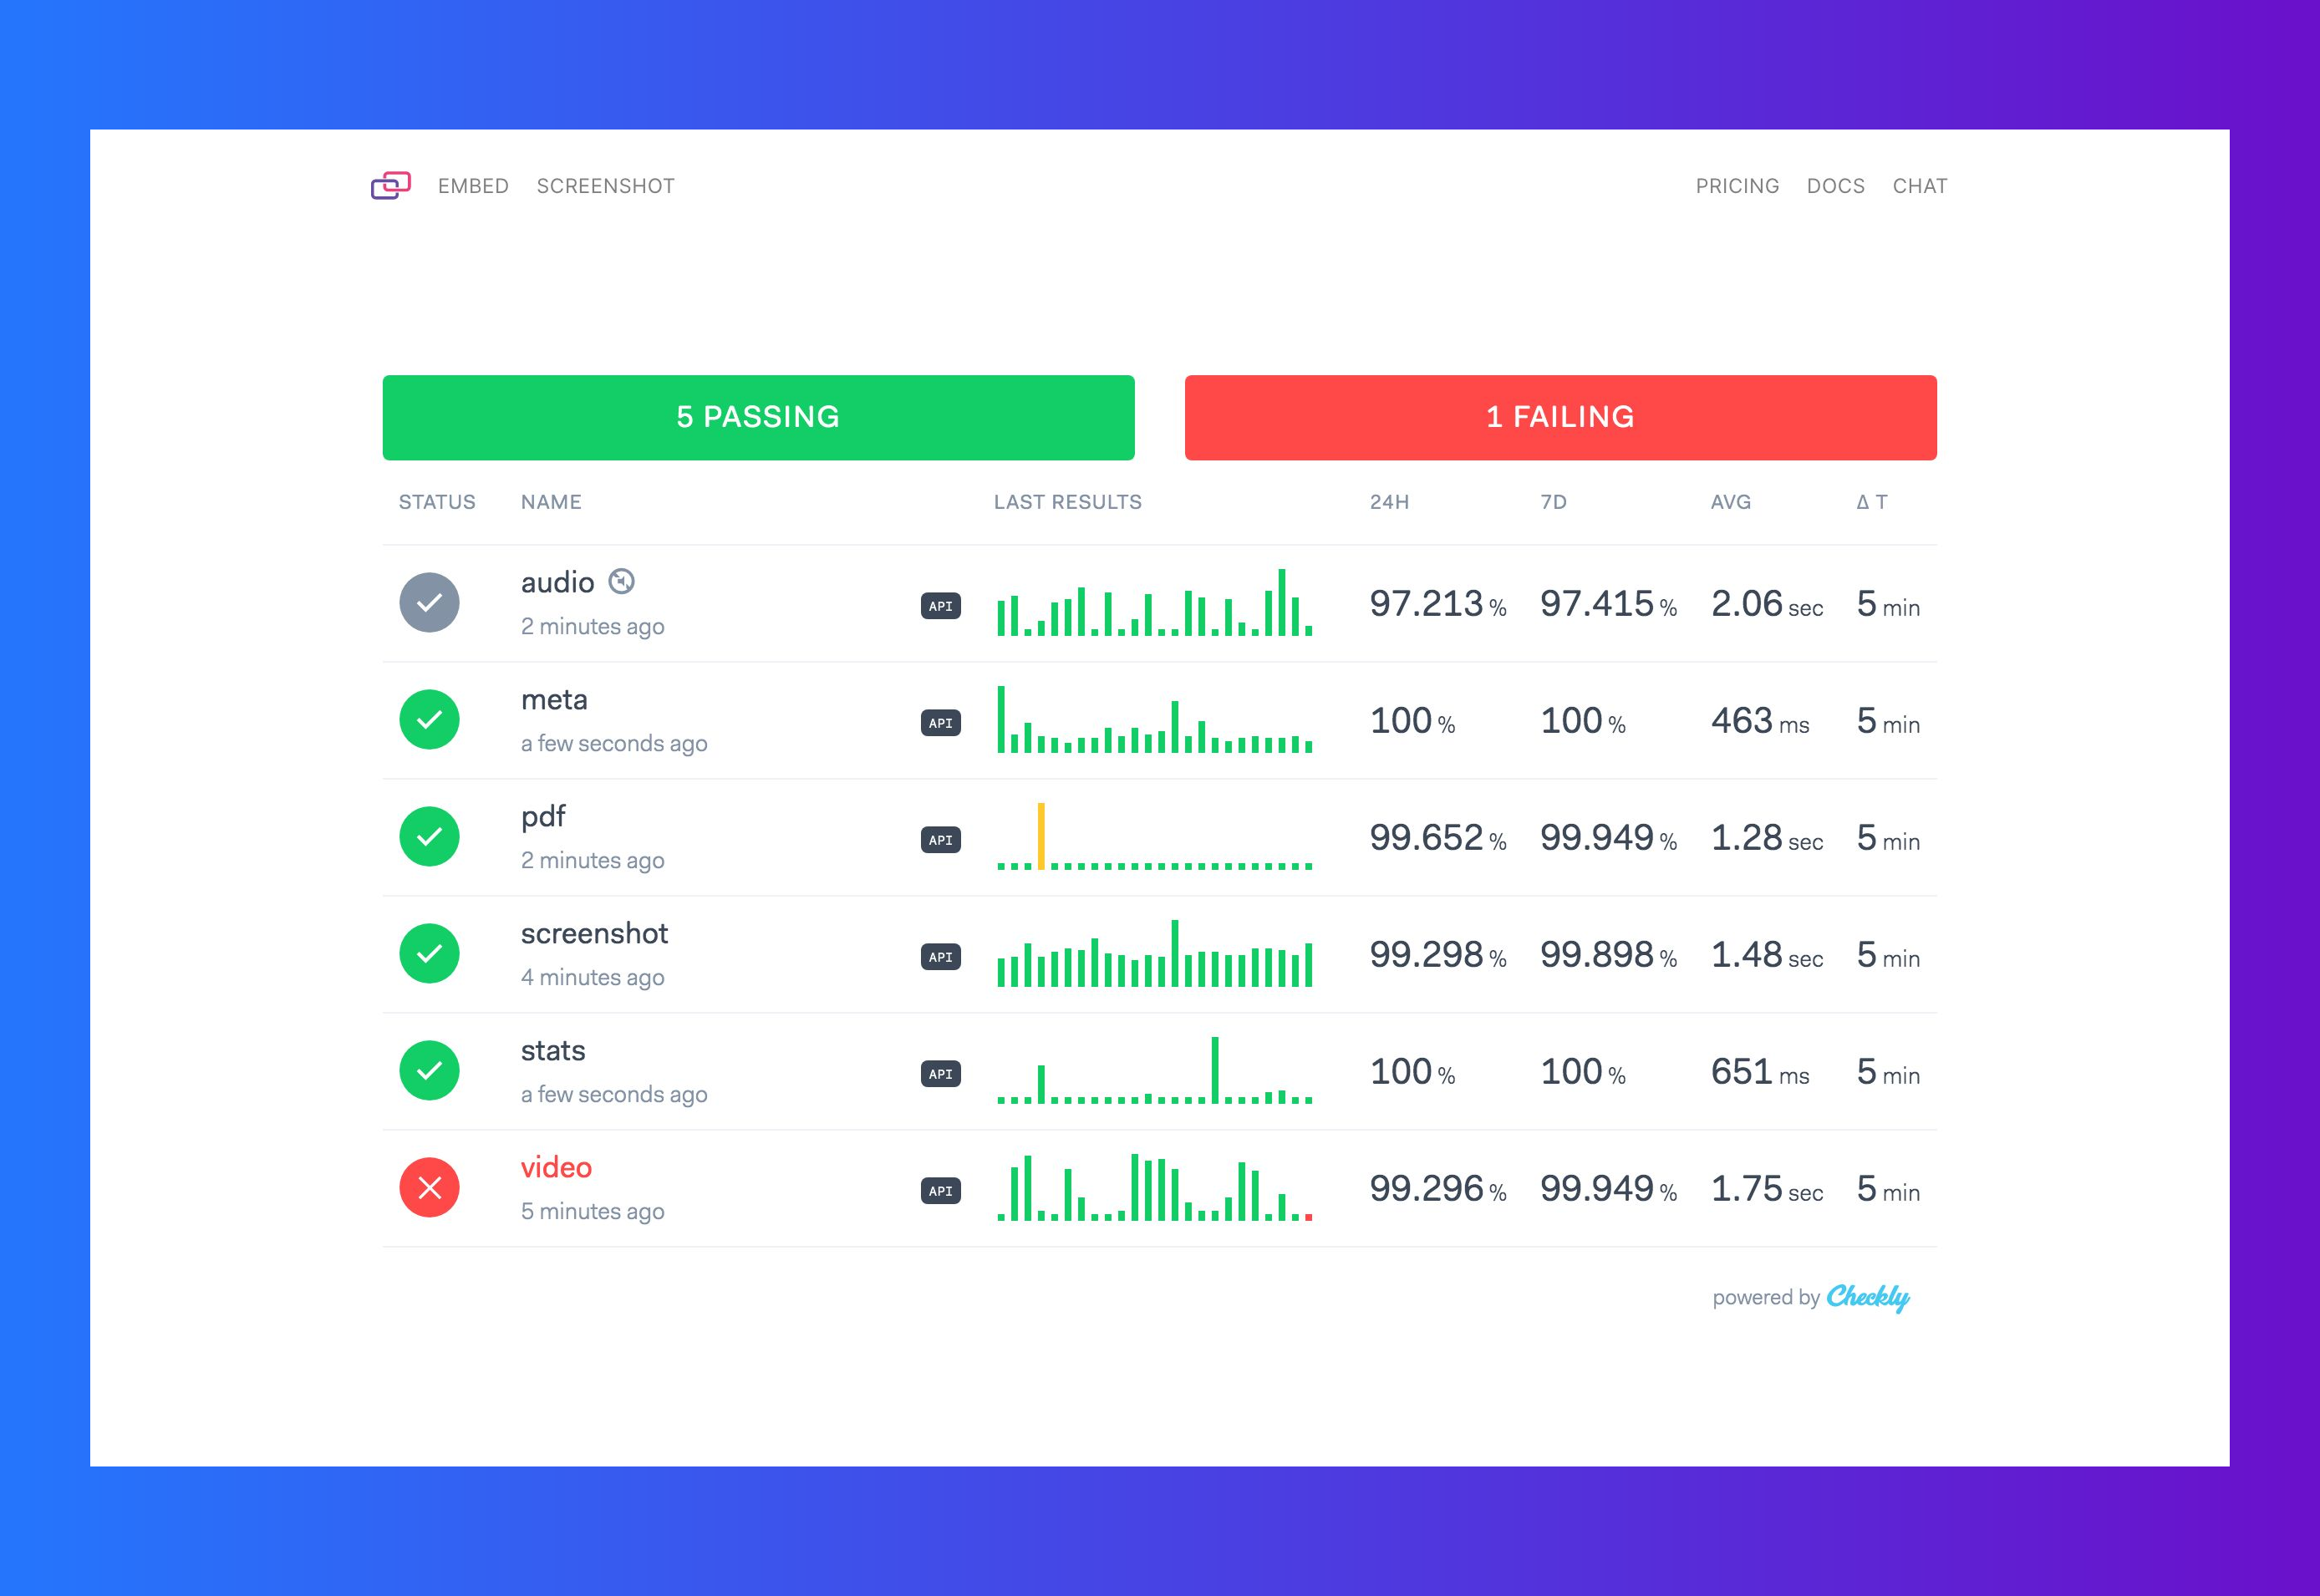 EMBED SCREENSHOT PRICING DOCS CHAT
5 PASSING 1 FAILING
STATUS NAME LAST RESULTS 24H 7D AVG Δ T
audio
2 minutes ago
API 97.213 % 97.415 % 2.06 sec 5 min
meta
a few seconds ago
API 100 % 100 % 463 ms 5 min
pdf
2 minutes ago
API 99.652 % 99.949 % 1.28 sec 5 min
screenshot
4 minutes ago
API 99.298 % 99.898 % 1.48 sec 5 min
stats
a few seconds ago
API 100 % 100 % 651 ms 5 min
video
5 minutes ago
API 99.296 % 99.949 % 1.75 sec 5 min
powered by Checkly